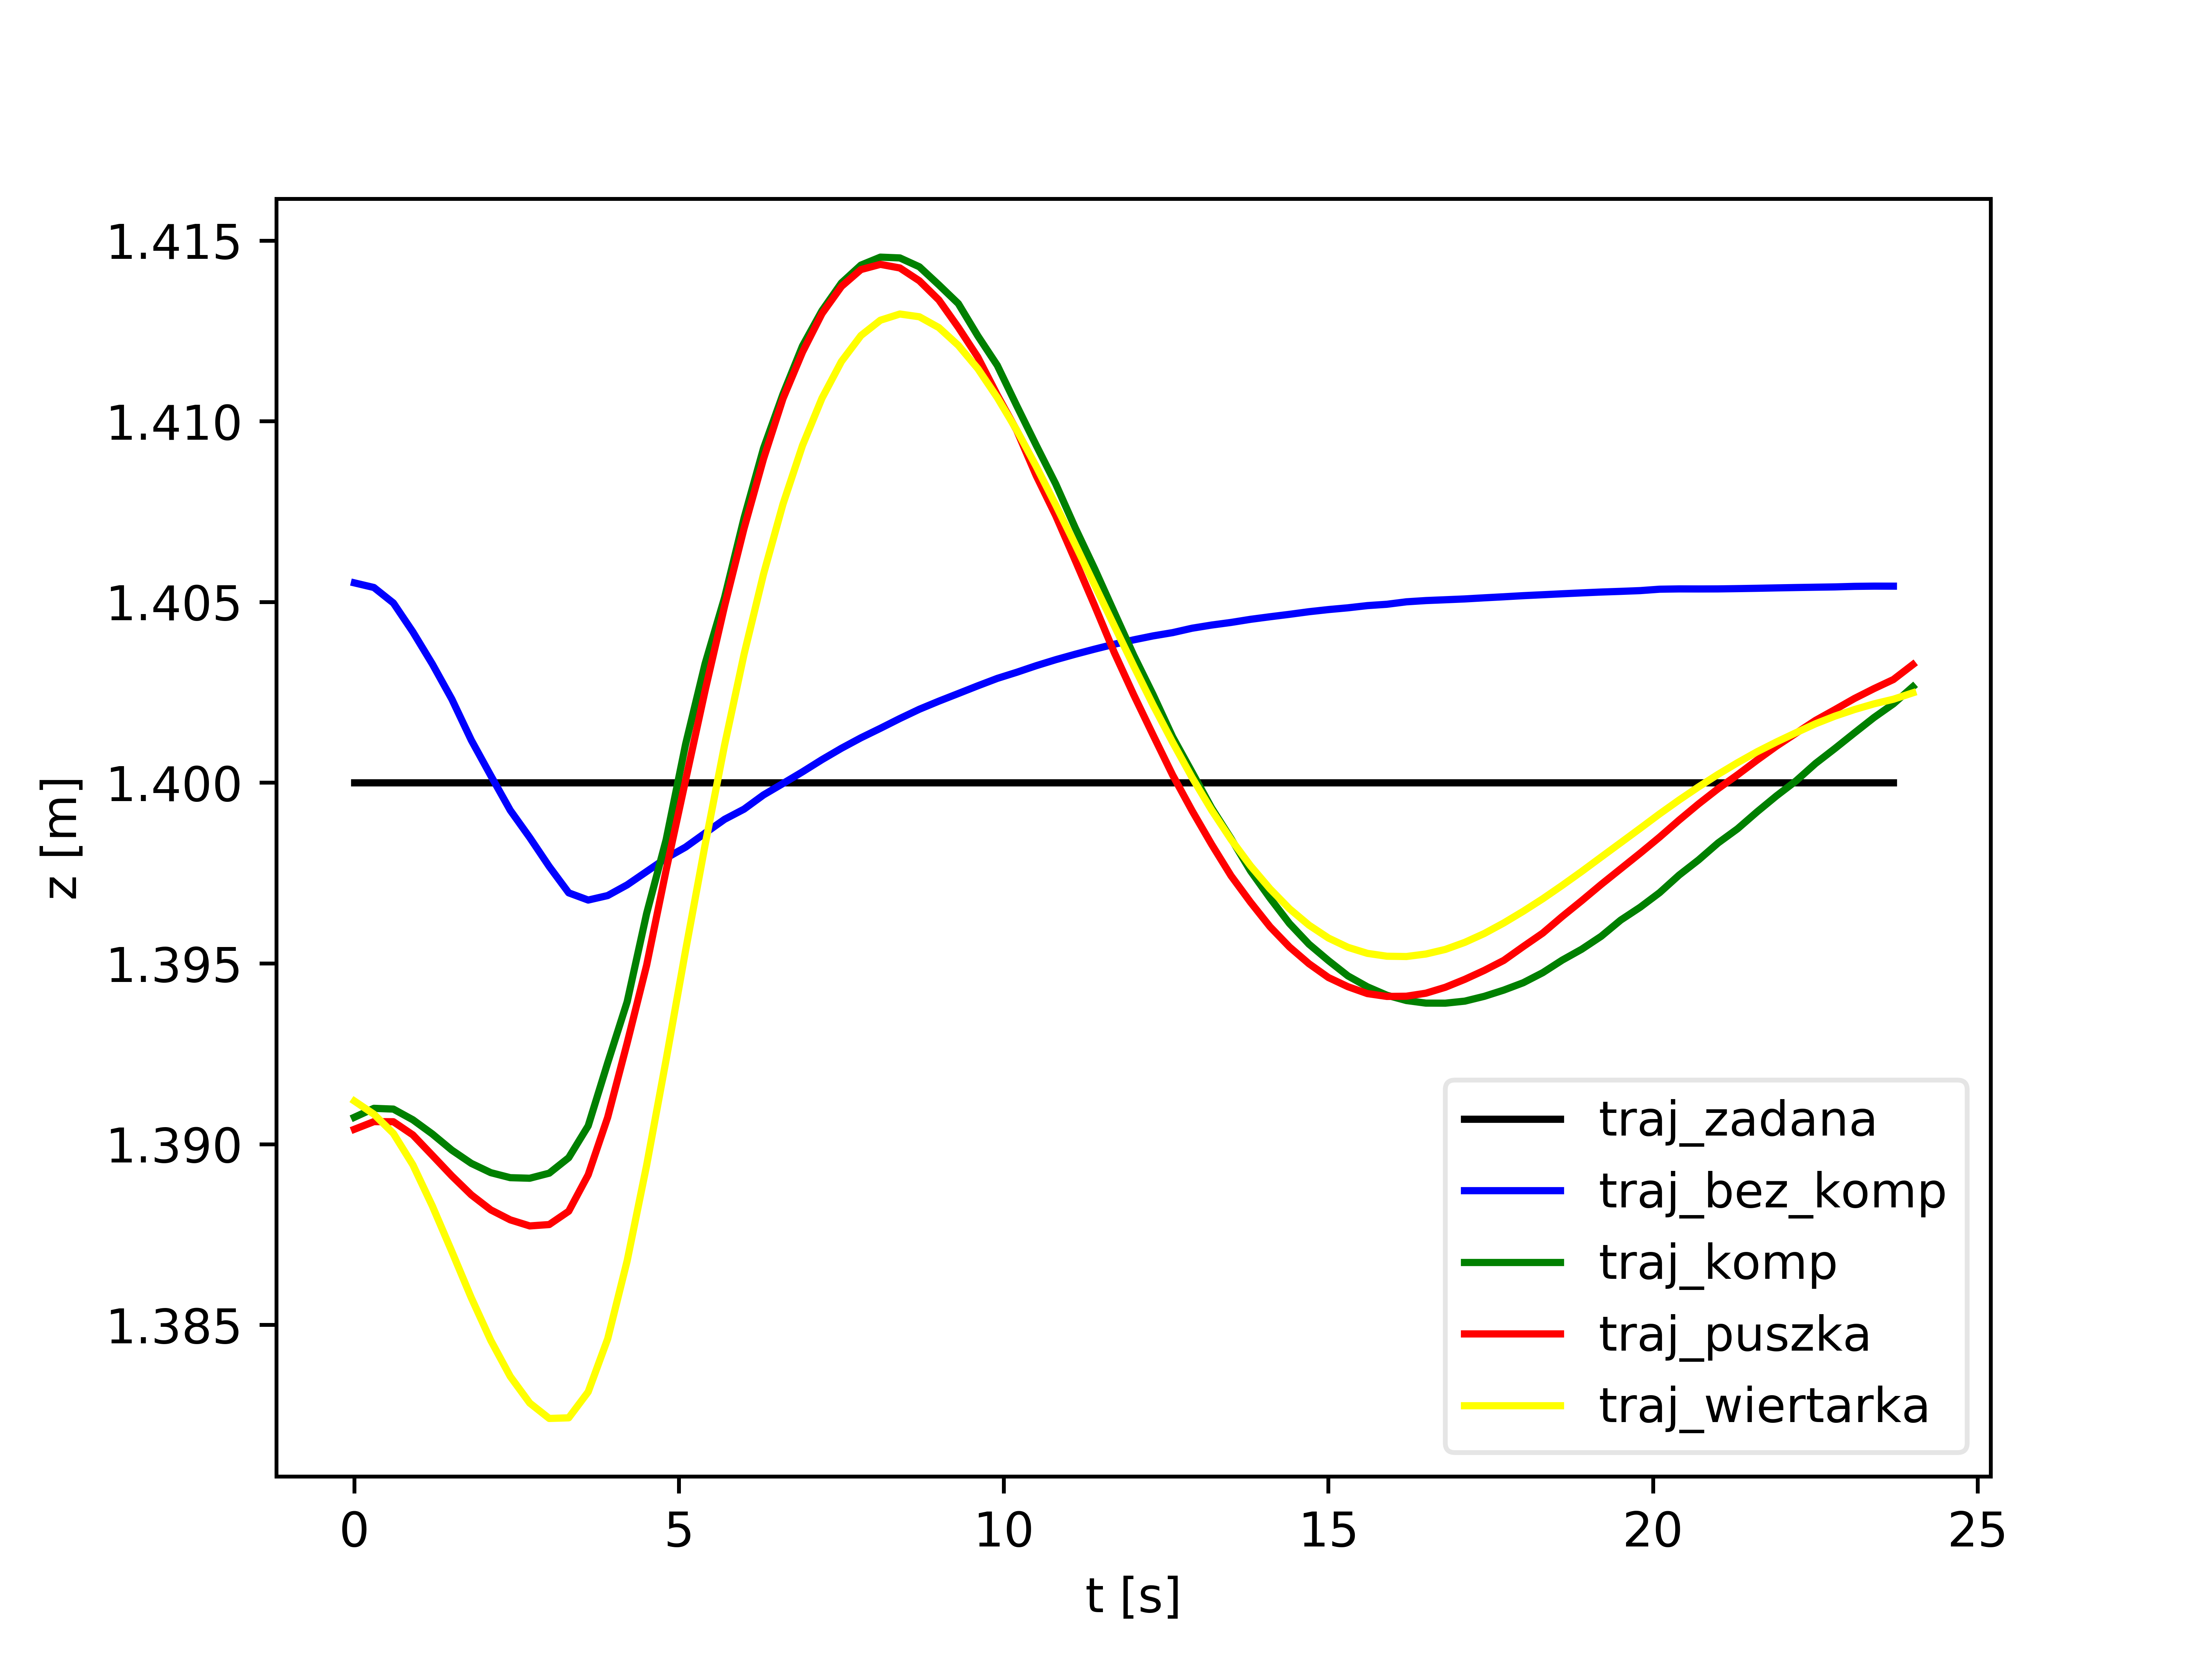 1.415
1.410
1.405
1.400
1.395
1.390
1.385
z [m]
0 5 10 15 20 25
t [s]
traj_zadana
traj_bez_komp
traj_komp
traj_puszka
traj_wiertarka